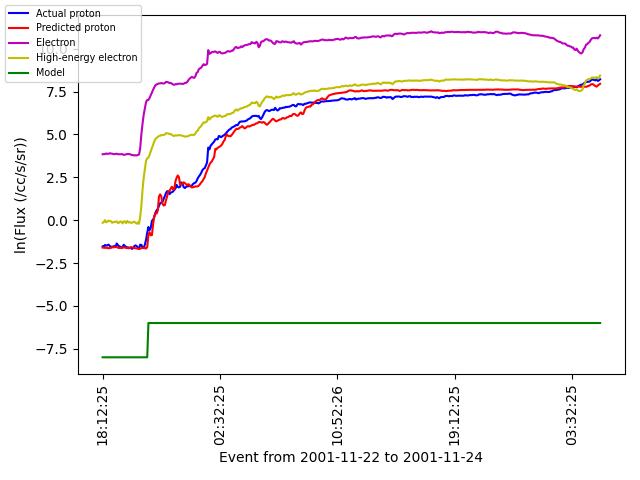 Actual proton
Predicted proton
Electron
High-energy electron
Model
10.0
7.5
5.0
2.5
0.0
−2.5
−5.0
−7.5
ln(Flux (/cc/s/sr))
18:12:25
02:32:25
10:52:26
19:12:25
03:32:25
Event from 2001-11-22 to 2001-11-24